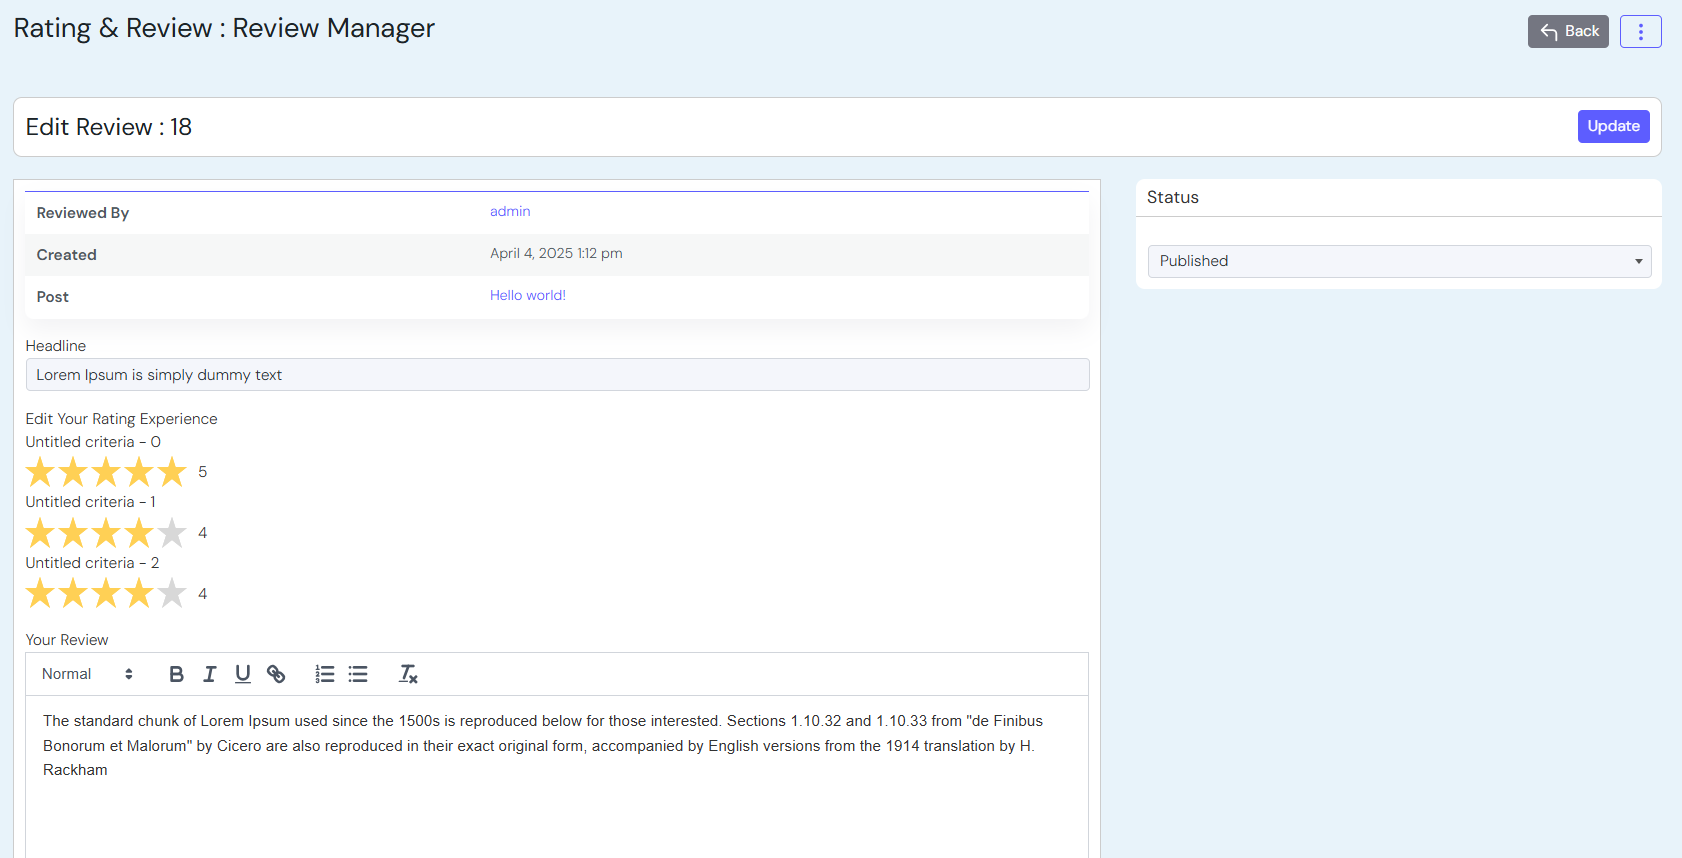 Rating & Review : Review Manager
Back
Edit Review : 18
Update
Reviewed By admin
Created April 4, 2025 1:12 pm
Post Hello world!
Status
Published
Headline
Lorem Ipsum is simply dummy text
Edit Your Rating Experience
Untitled criteria - 0
5
Untitled criteria - 1
4
Untitled criteria - 2
4
Your Review
Normal
The standard chunk of Lorem Ipsum used since the 1500s is reproduced below for those interested. Sections 1.10.32 and 1.10.33 from "de Finibus
Bonorum et Malorum" by Cicero are also reproduced in their exact original form, accompanied by English versions from the 1914 translation by H.
Rackham